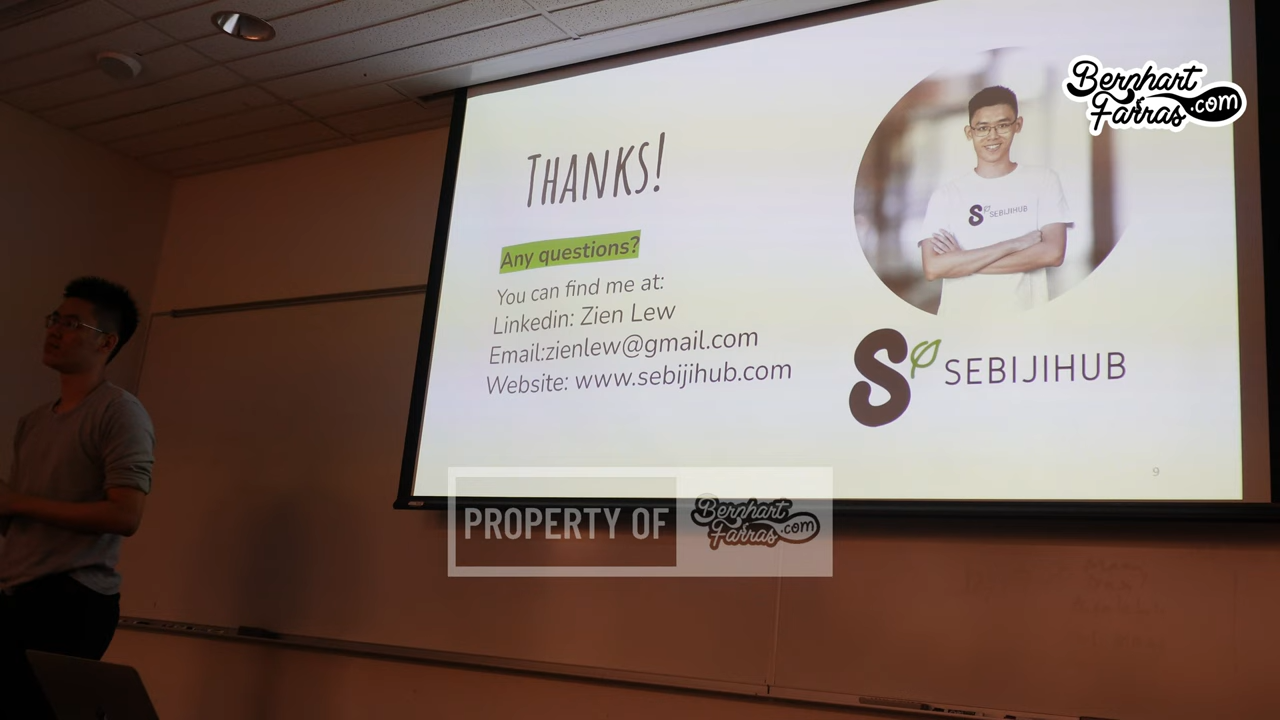 Bernhart
& Farras.com
THANKS!
SEBIJIHUB
Any questions?
You can find me at:
Linkedin: Zien Lew
Email:zienlew@gmail.com
Website: www.sebijihub.com
S SEBIJIHUB
9
PROPERTY OF
Bernhart
& Farras.com